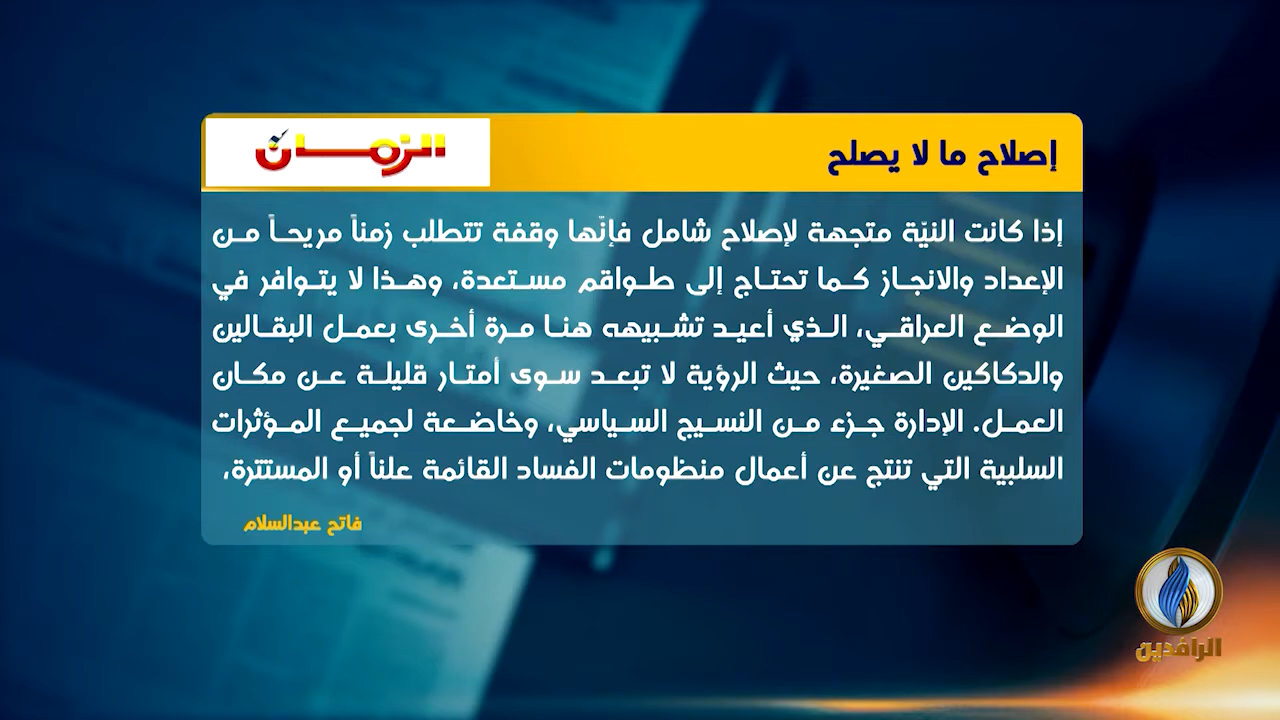 إصلاح ما لا يصلح
الزمان
إذا كانت النيّة متجهة لإصلاح شامل فإنّها وقفة تتطلب زمناً مريحاً من
الإعداد والانجاز كما تحتاج إلى طواقم مستعدة، وهذا لا يتوافر في
الوضع العراقي، الذي أعيد تشبيهه هنا مرة أخرى بعمل البقالين
والدكاكين الصغيرة، حيث الرؤية لا تبعد سوى أمتار قليلة عن مكان
العمل. الإدارة جزء من النسيج السياسي، وخاضعة لجميع المؤثرات
السلبية التي تنتج عن أعمال منظومات الفساد القائمة علناً أو المستترة،
فاتح عبدالسلام
الرافدين